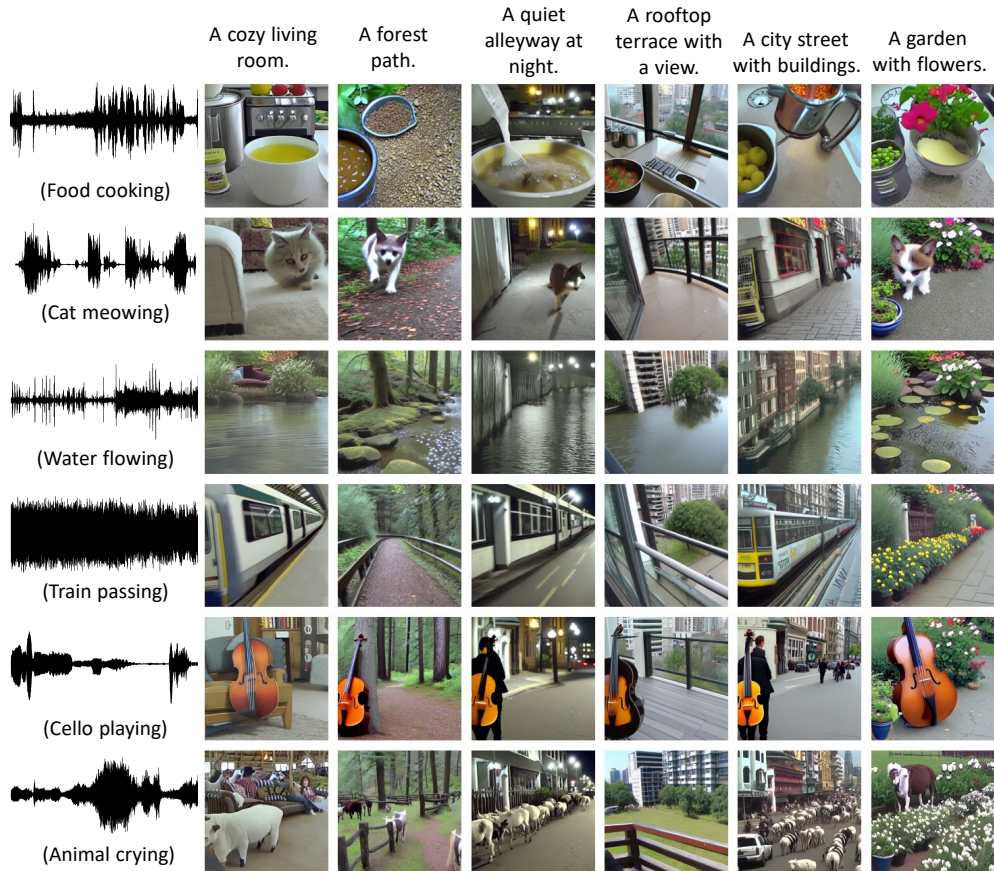 A cozy living
room.
A forest
path.
A quiet
alleyway at
night.
A rooftop
terrace with
a view.
A city street
with buildings.
A garden
with flowers.
(Food cooking)
(Cat meowing)
(Water flowing)
(Train passing)
(Cello playing)
(Animal crying)